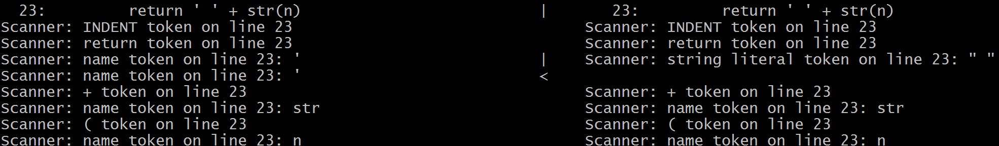 23:         return ' ' + str(n)                          |       23:         return ' ' + str(n)
Scanner: INDENT token on line 23                                Scanner: INDENT token on line 23
Scanner: return token on line 23                                Scanner: return token on line 23
Scanner: name token on line 23: '                          |    Scanner: string literal token on line 23: " "
Scanner: name token on line 23: '                          <
Scanner: + token on line 23                                     Scanner: + token on line 23
Scanner: name token on line 23: str                             Scanner: name token on line 23: str
Scanner: ( token on line 23                                     Scanner: ( token on line 23
Scanner: name token on line 23: n                               Scanner: name token on line 23: n